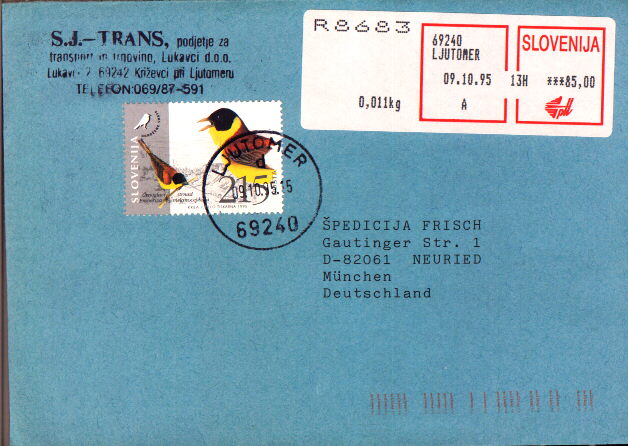 S.J.–TRANS, podjetje za
transport in trgovino, Lukavci d.o.o.
Lukavci 2 69242 Križevci pri Ljutomeru
TELEFON:069/87-591
R8683
69240
LJUTOMER
09.10.95 13H ***85,00
0,011kg A
SLOVENIJA
SLOVENIJA
215
LJUTOMER
d
09.10.95.15
69240
ŠPEDICIJA FRISCH
Gautinger Str. 1
D-82061 NEURIED
München
Deutschland